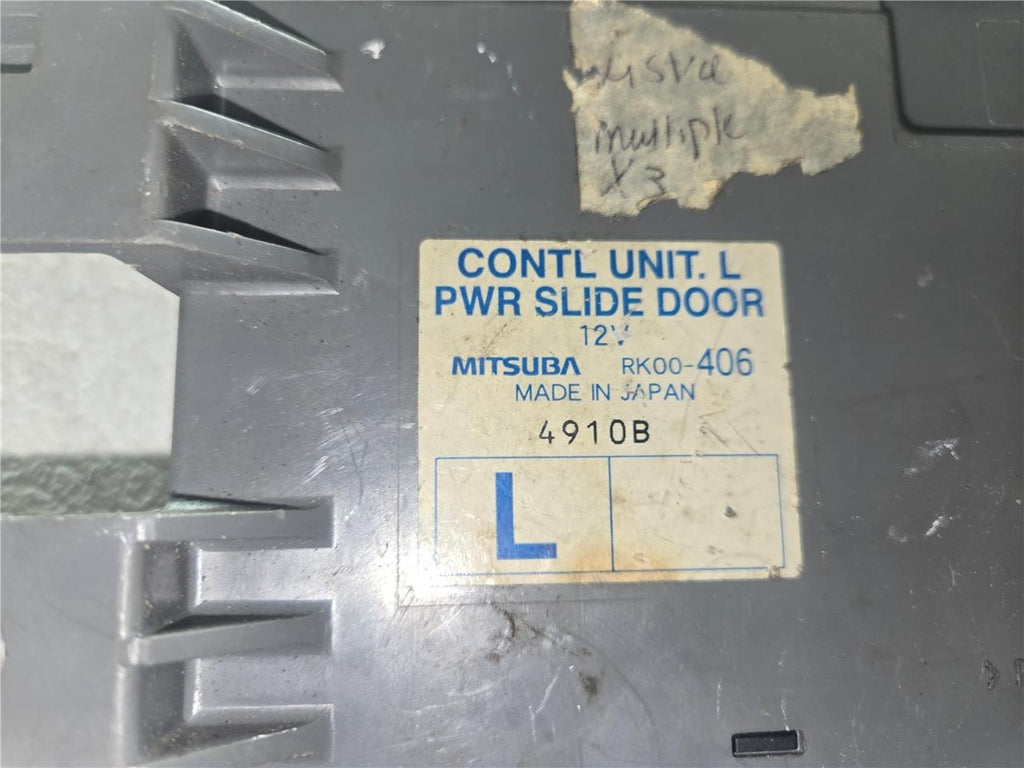 multiple
X3
CONTL UNIT. L
PWR SLIDE DOOR
12V
MITSUBA RK00-406
MADE IN JAPAN
4910B
L